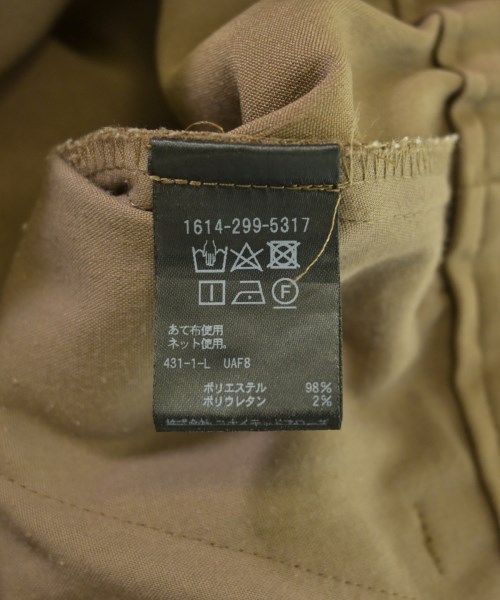 1614-299-5317
F
あて布使用
ネット使用。
431-1-L UAFB
ポリエステル 98%
ポリウレタン 2%